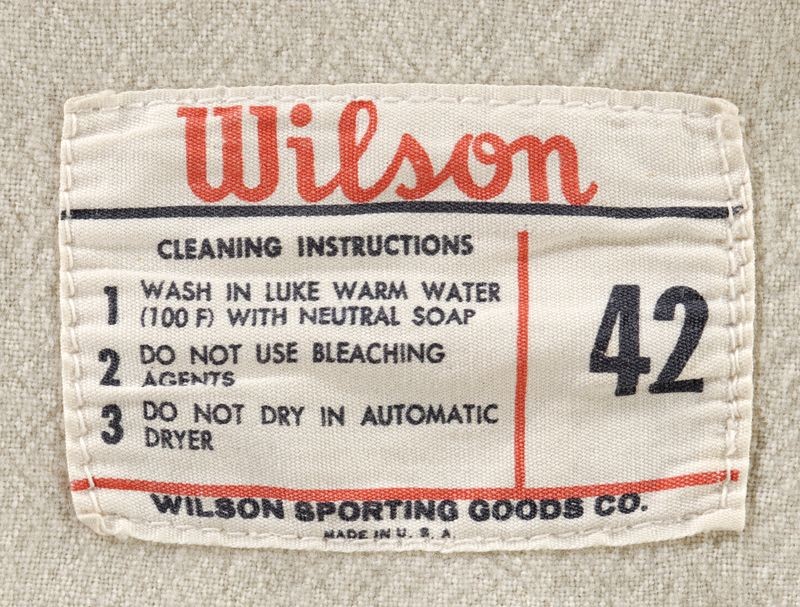 Wilson
CLEANING INSTRUCTIONS
1 WASH IN LUKE WARM WATER
(100 F) WITH NEUTRAL SOAP
2 DO NOT USE BLEACHING
AGENTS
3 DO NOT DRY IN AUTOMATIC
DRYER
42
WILSON SPORTING GOODS CO.
MADE IN U. S. A